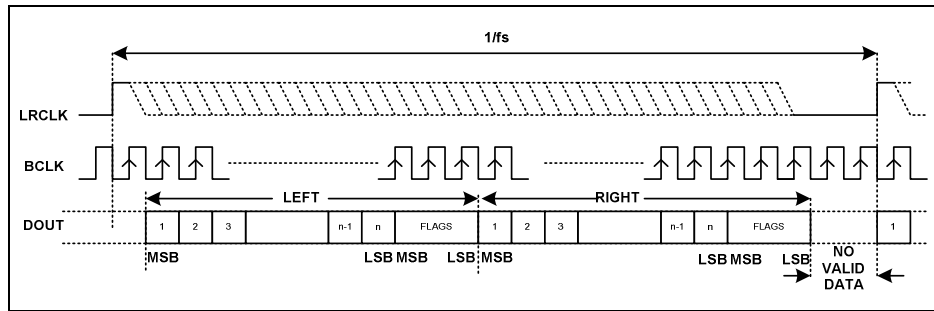 1/fs
LRCLK
BCLK
LEFT
RIGHT
DOUT
1 2 3 n-1 n FLAGS 1 2 3 n-1 n FLAGS 1
MSB LSB MSB LSB MSB LSB MSB LSB
NO
VALID
DATA